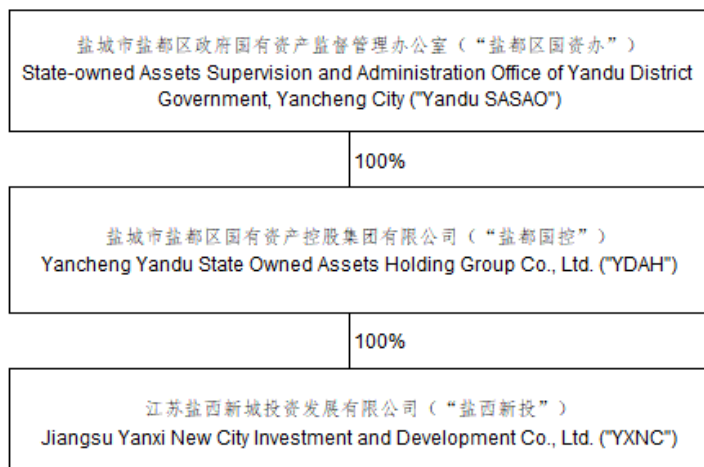 盐城市盐都区政府国有资产监督管理办公室（“盐都区国资办”）
State-owned Assets Supervision and Administration Office of Yandu District
Government, Yancheng City ("Yandu SASAO")
100%
盐城市盐都区国有资产控股集团有限公司（“盐都国控”）
Yancheng Yandu State Owned Assets Holding Group Co., Ltd. ("YDAH")
100%
江苏盐西新城投资发展有限公司（“盐西新投”）
Jiangsu Yanxi New City Investment and Development Co., Ltd. ("YXNC")